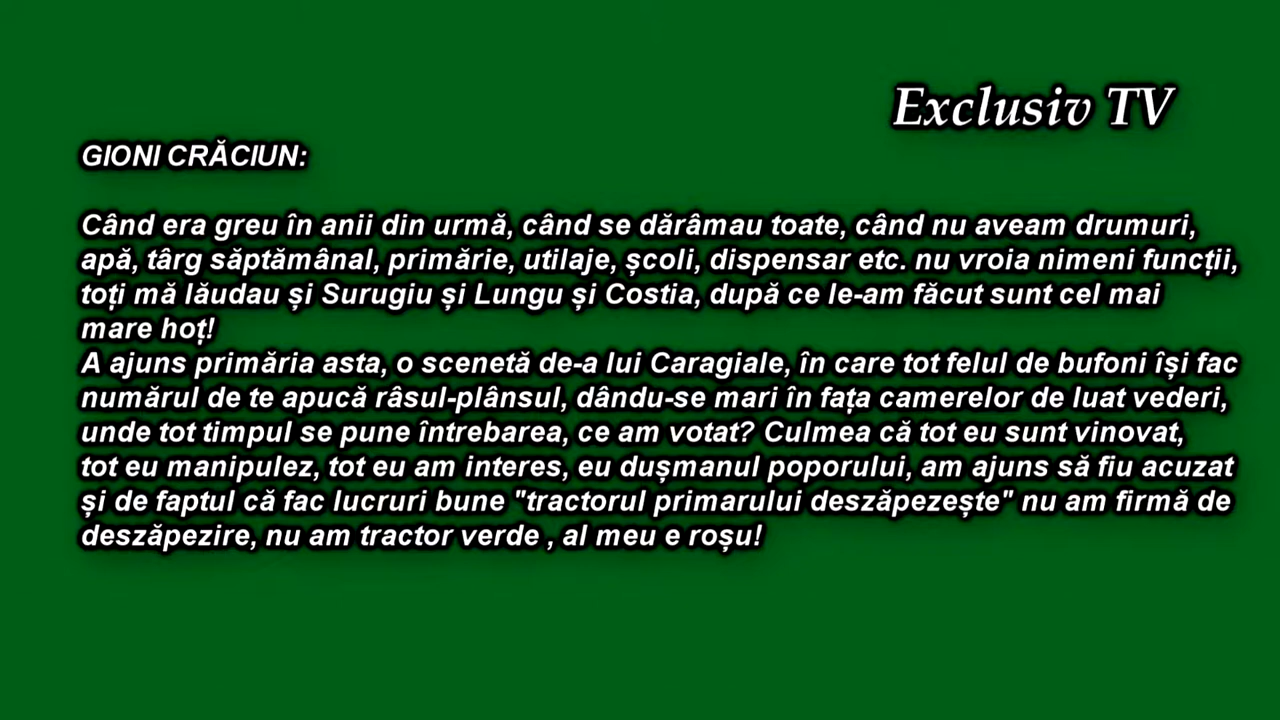 Exclusiv TV
GIONI CRĂCIUN:
Când era greu în anii din urmă, când se dărâmau toate, când nu aveam drumuri,
apă, târg săptămânal, primărie, utilaje, școli, dispensar etc. nu vroia nimeni funcții,
toți mă lăudau și Surugiu și Lungu și Costia, după ce le-am făcut sunt cel mai
mare hoț!
A ajuns primăria asta, o scenetă de-a lui Caragiale, în care tot felul de bufoni își fac
numărul de te apucă râsul-plânsul, dându-se mari în fața camerelor de luat vederi,
unde tot timpul se pune întrebarea, ce am votat? Culmea că tot eu sunt vinovat,
tot eu manipulez, tot eu am interes, eu dușmanul poporului, am ajuns să fiu acuzat
și de faptul că fac lucruri bune "tractorul primarului deszăpezește" nu am firmă de
deszăpezire, nu am tractor verde , al meu e roșu!